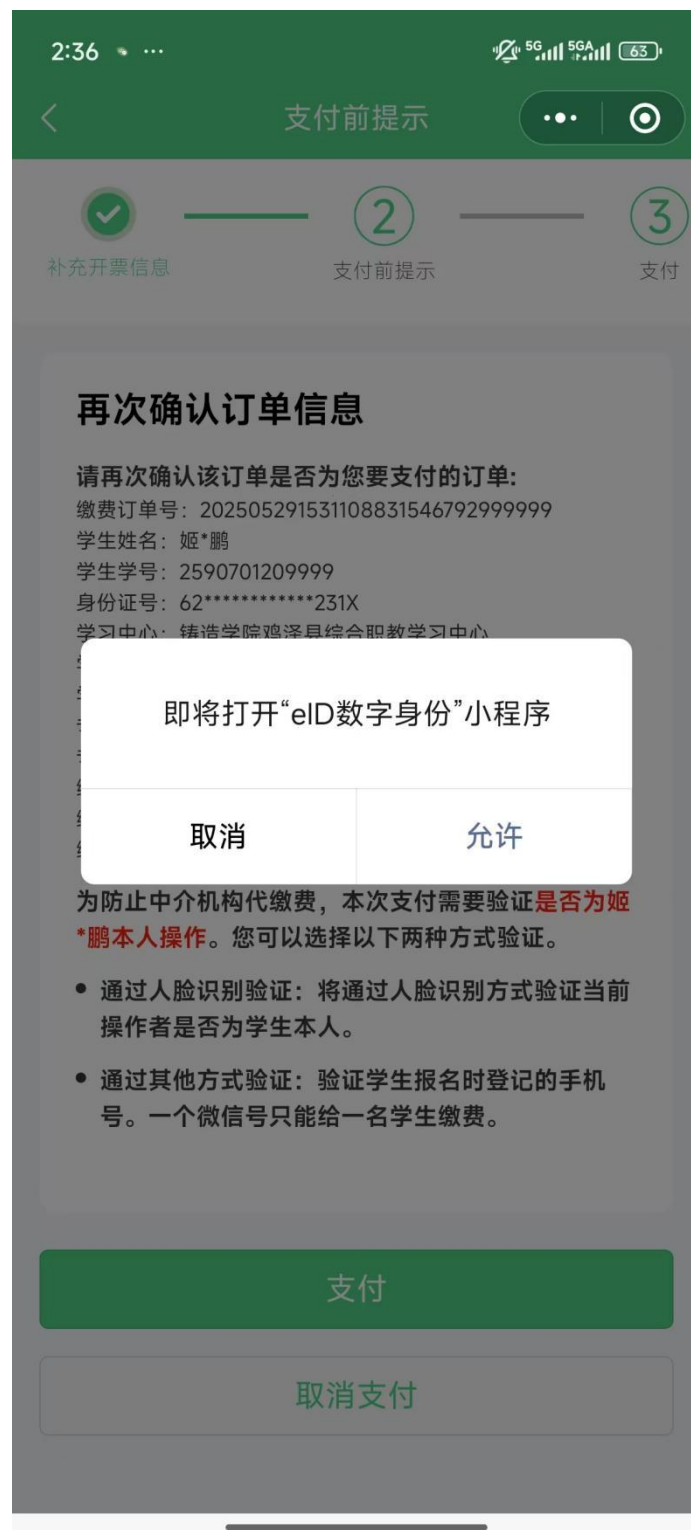 2:36 ...
5G 5GA 63
支付前提示
2 3
补充开票信息 支付前提示 支付
再次确认订单信息
请再次确认该订单是否为您要支付的订单:
缴费订单号：20250529153110883154679299​9999
学生姓名：姬*鹏
学生学号：2590701209999
身份证号：62************231X
学习中心：铸造学院鸡泽县综合职教学习中心
即将打开“eID数字身份”小程序
取消 允许
为防止中介机构代缴费，本次支付需要验证是否为姬
*鹏本人操作。您可以选择以下两种方式验证。
• 通过人脸识别验证：将通过人脸识别方式验证当前
操作者是否为学生本人。
• 通过其他方式验证：验证学生报名时登记的手机
号。一个微信号只能给一名学生缴费。
支付
取消支付